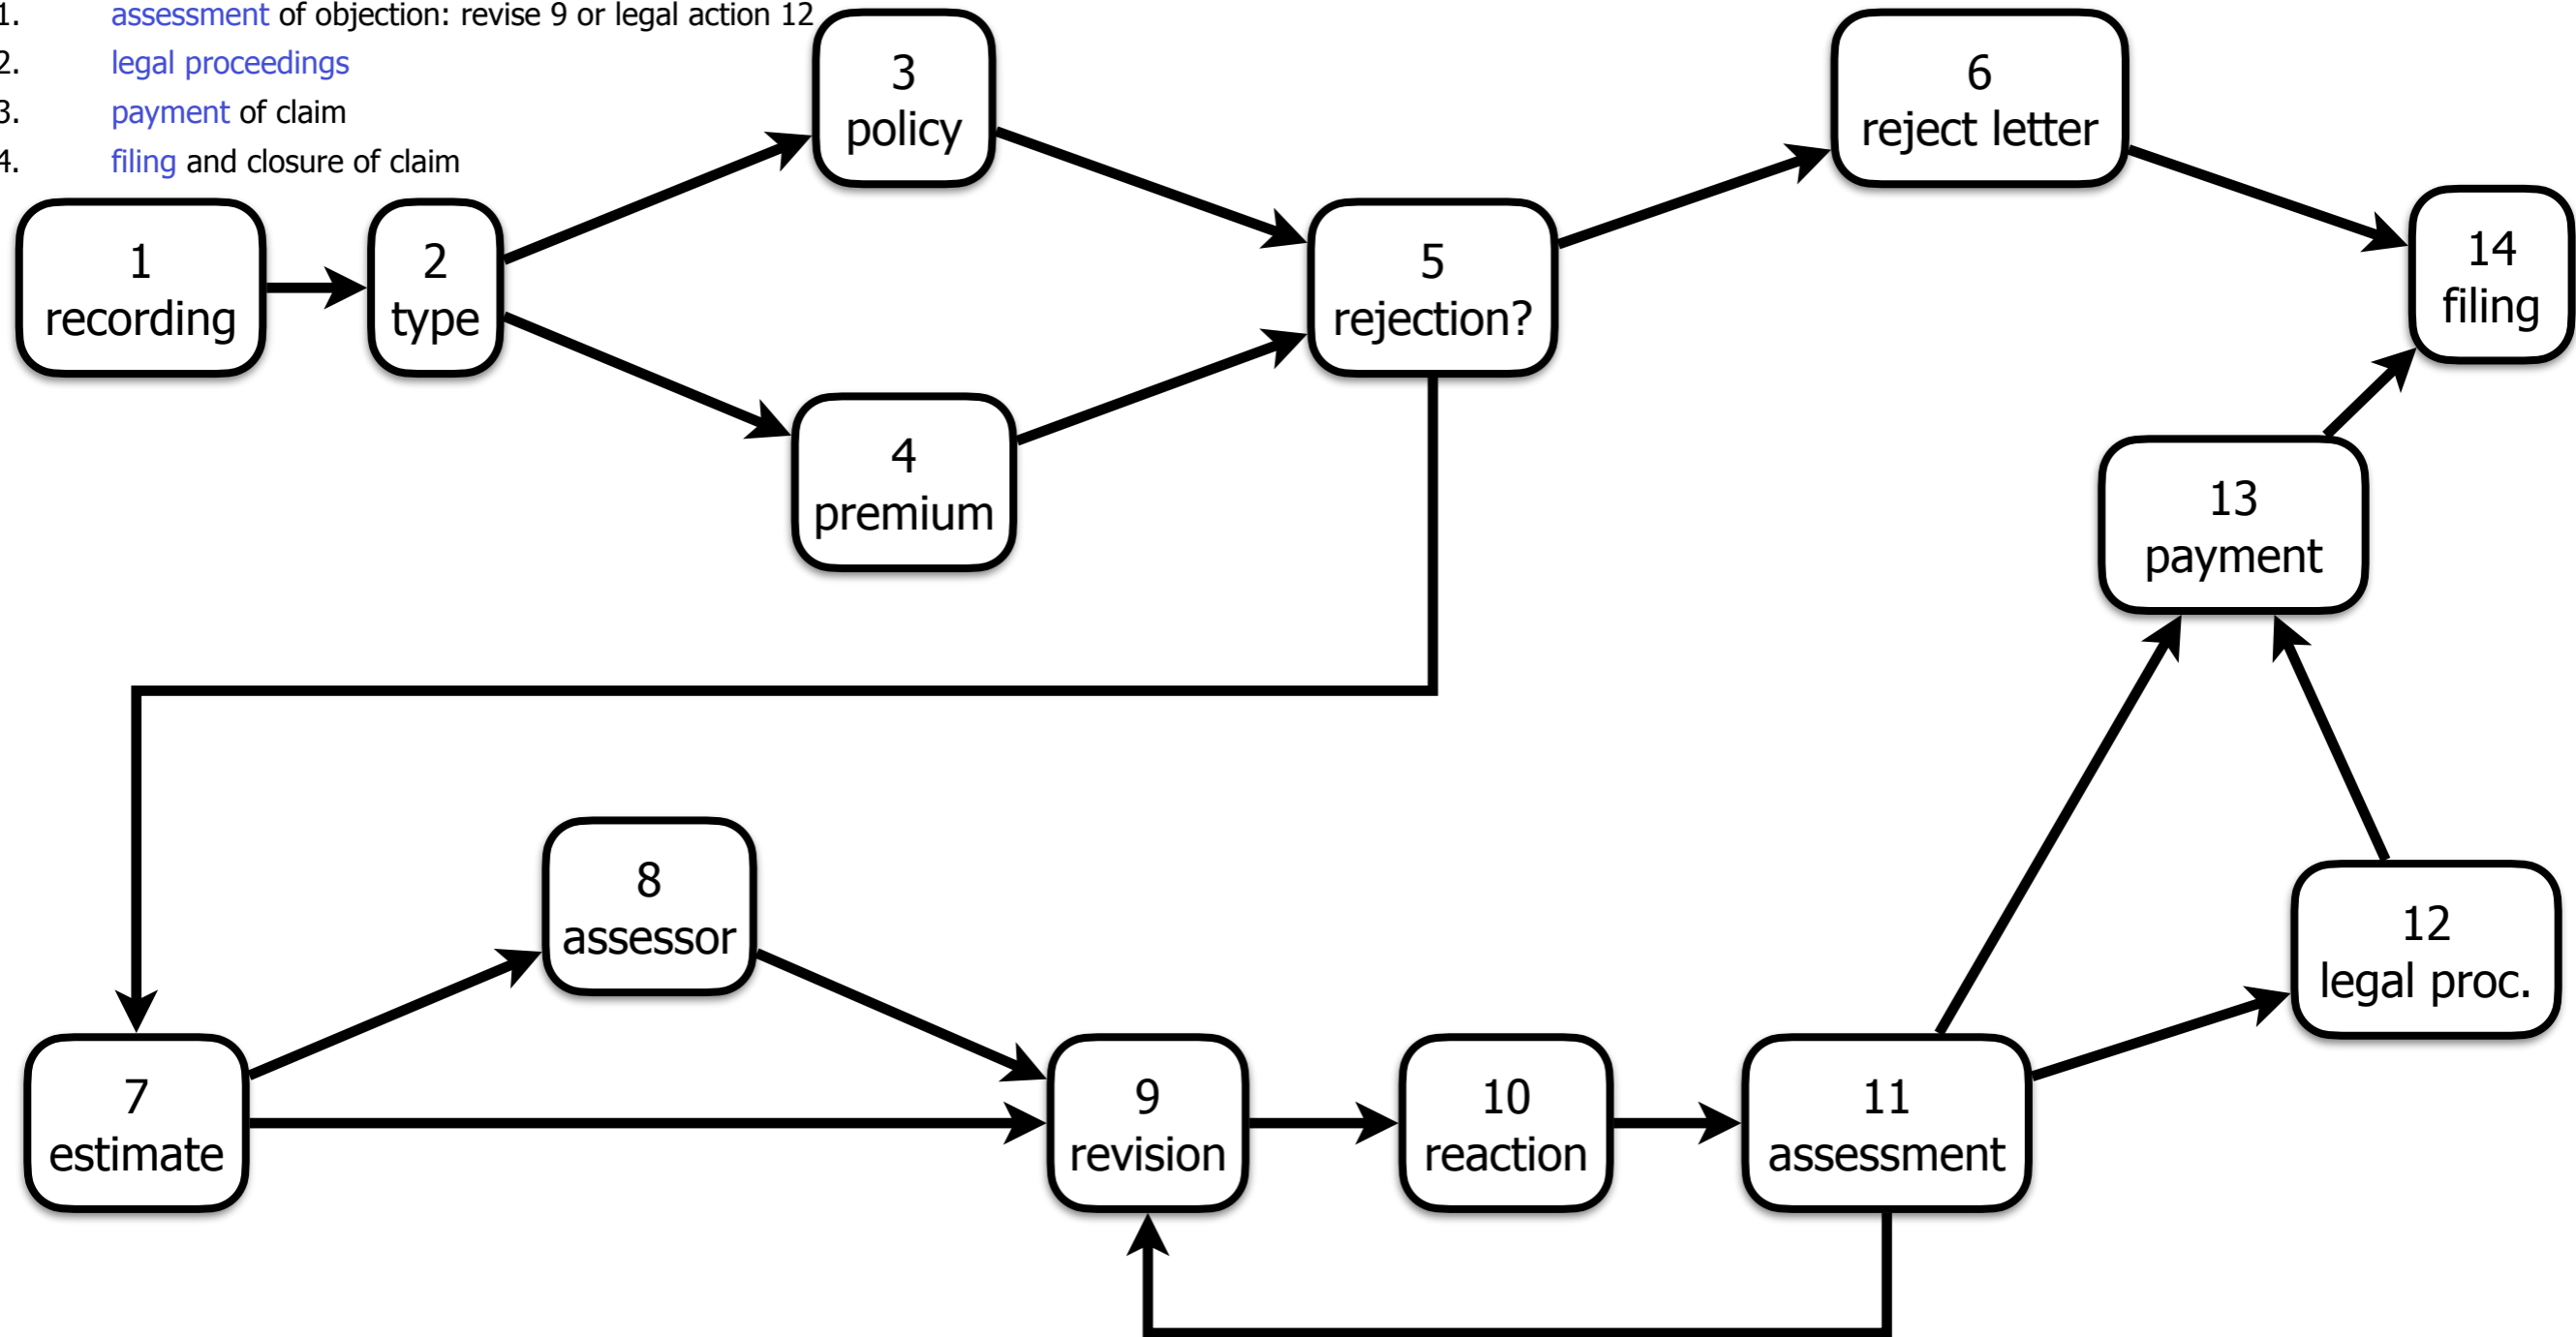 1. assessment of objection: revise 9 or legal action 12
2. legal proceedings
3. payment of claim
4. filing and closure of claim
3
policy
6
reject letter
1
recording
2
type
5
rejection?
14
filing
4
premium
13
payment
8
assessor
12
legal proc.
7
estimate
9
revision
10
reaction
11
assessment